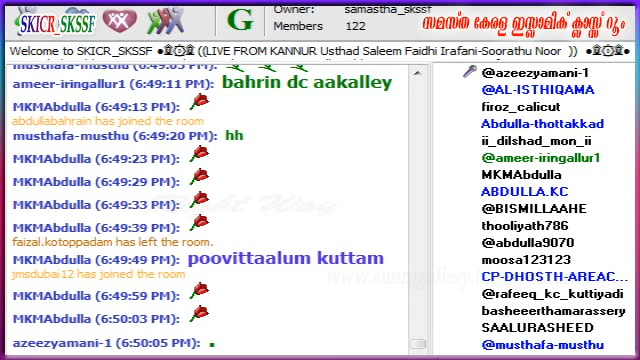 SKICR_SKSSF
G
Owner: samastha_skssf
Members 122
സമസ്ത കേരള ഇസ്ലാമിക് ക്ലാസ്സ് റൂം
Welcome to SKICR_SKSSF ●۩۞۩ ((LIVE FROM KANNUR Usthad Saleem Faidhi Irafani-Soorathu Noor )) ●۩۞۩●
musthafa-musthu (6:49:05 PM):
ameer-iringallur1 (6:49:11 PM): bahrin dc aakalley
MKMAbdulla (6:49:13 PM):
abdullabahrain has joined the room
musthafa-musthu (6:49:20 PM): hh
MKMAbdulla (6:49:23 PM):
MKMAbdulla (6:49:29 PM):
MKMAbdulla (6:49:33 PM):
MKMAbdulla (6:49:39 PM):
faizal.kotoppadam has left the room.
MKMAbdulla (6:49:49 PM): poovittaalum kuttam
jmsdubai12 has joined the room
MKMAbdulla (6:49:59 PM):
MKMAbdulla (6:50:03 PM):
azeezyamani-1 (6:50:05 PM): .
@azeezyamani-1
@AL-ISTHIQAMA
firoz_calicut
Abdulla-thottakkad
ii_dilshad_mon_ii
@ameer-iringallur1
MKMAbdulla
ABDULLA.KC
@BISMILLAAHE
thooliyath786
@abdulla9070
moosa123123
CP-DHOSTH-AREAC...
@rafeeq_kc_kuttiyadi
basheeerthamarassery
SAALURASHEED
@musthafa-musthu